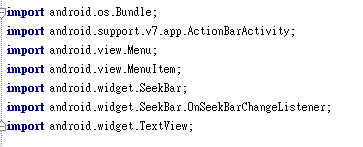 import android.os.Bundle;
import android.support.v7.app.ActionBarActivity;
import android.view.Menu;
import android.view.MenuItem;
import android.widget.SeekBar;
import android.widget.SeekBar.OnSeekBarChangeListener;
import android.widget.TextView;